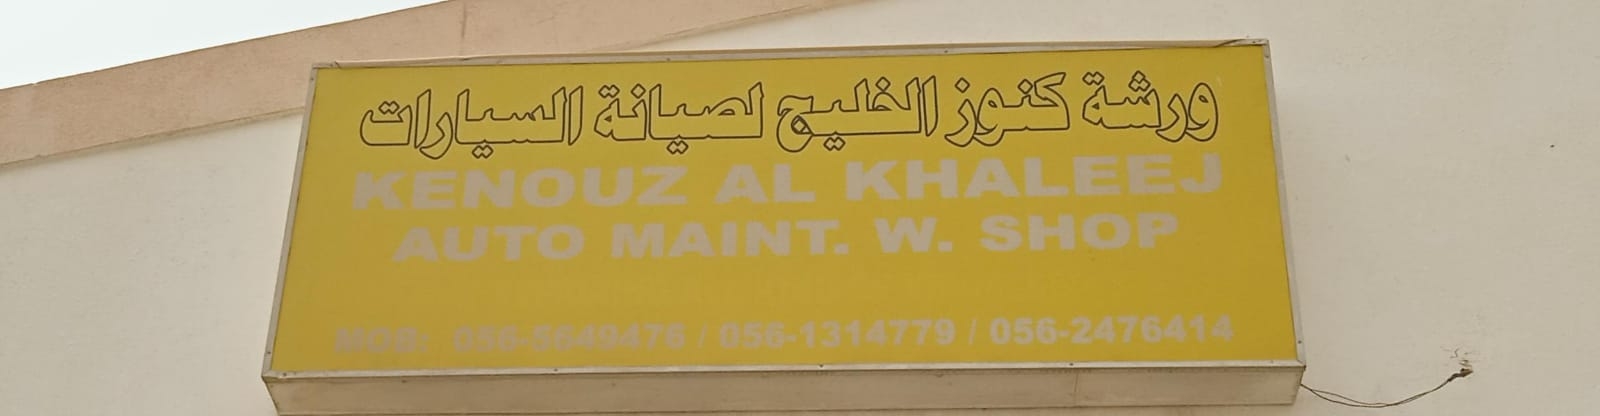 ورشة كنوز الخليج لصيانة السيارات
KENOUZ AL KHALEEJ
AUTO MAINT. W. SHOP
MOB: 056-5649476 / 056-1314779 / 056-2476414